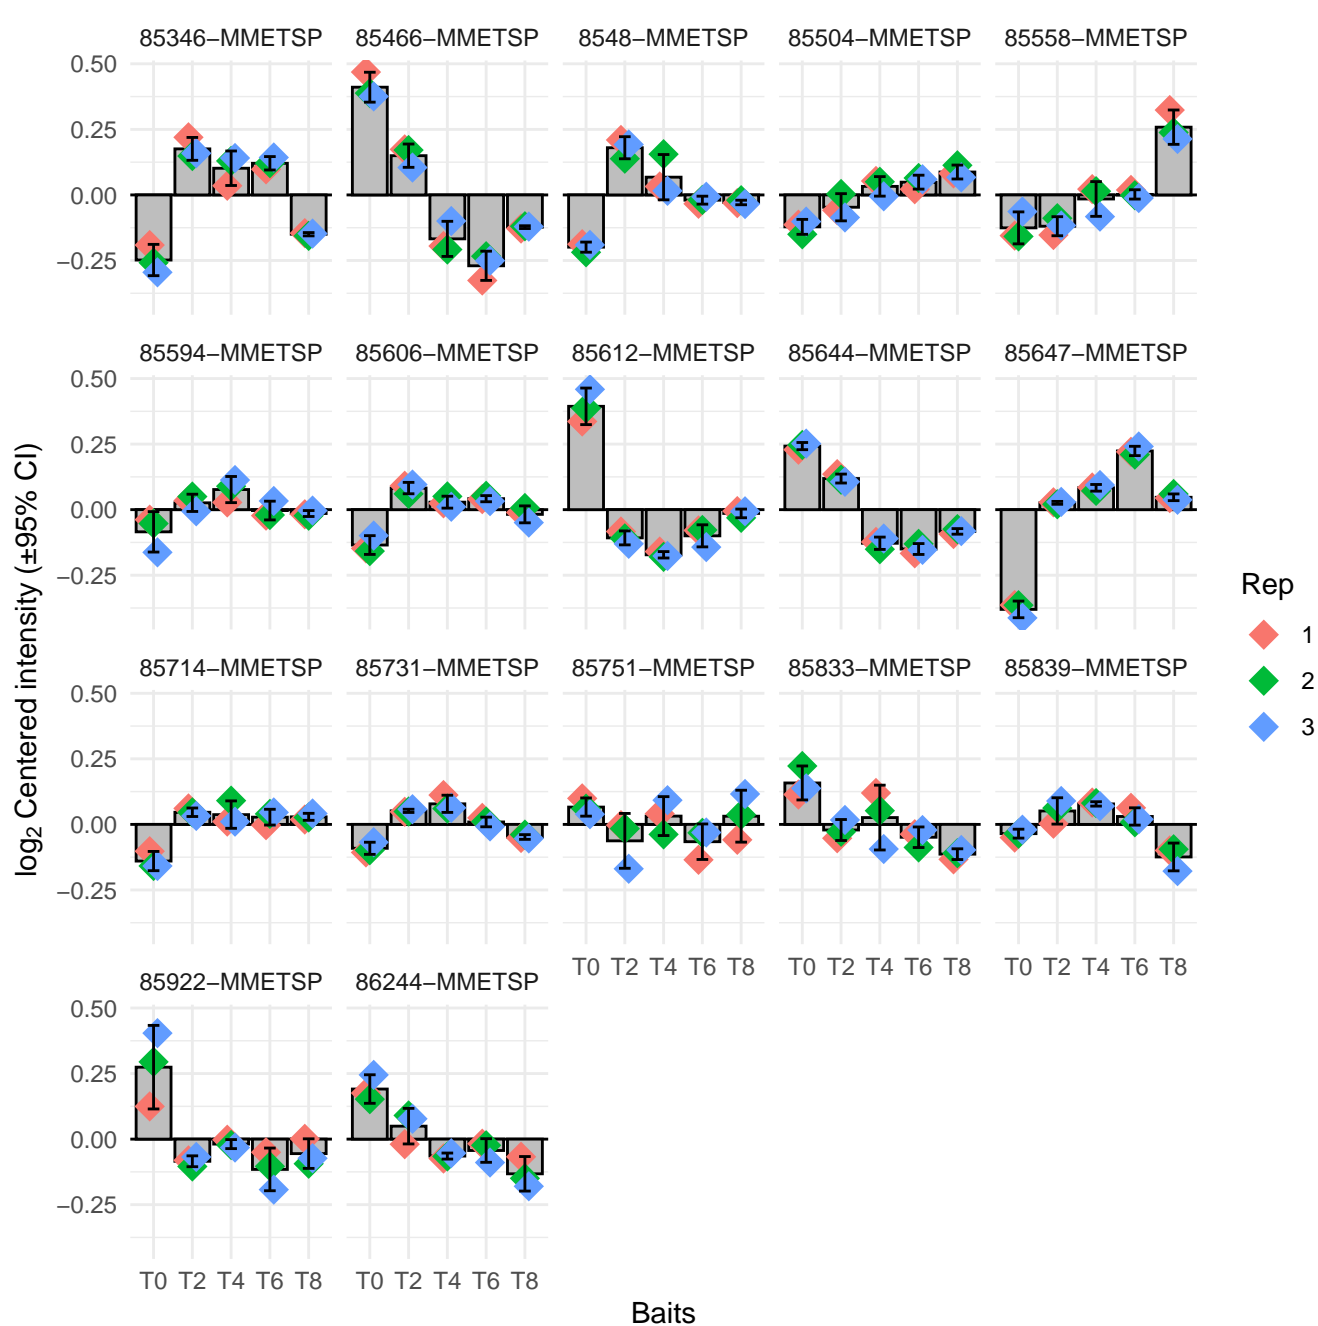 85346−MMETSP 85466−MMETSP 8548−MMETSP 85504−MMETSP 85558−MMETSP
0.50
0.25
0.00
−0.25
85594−MMETSP 85606−MMETSP 85612−MMETSP 85644−MMETSP 85647−MMETSP
0.50
0.25
0.00
−0.25
85714−MMETSP 85731−MMETSP 85751−MMETSP 85833−MMETSP 85839−MMETSP
0.50
0.25
0.00
−0.25
T0 T2 T4 T6 T8 T0 T2 T4 T6 T8 T0 T2 T4 T6 T8
85922−MMETSP 86244−MMETSP
0.50
0.25
0.00
−0.25
T0 T2 T4 T6 T8 T0 T2 T4 T6 T8
Baits
log₂ Centered intensity (±95% CI)
Rep
1
2
3